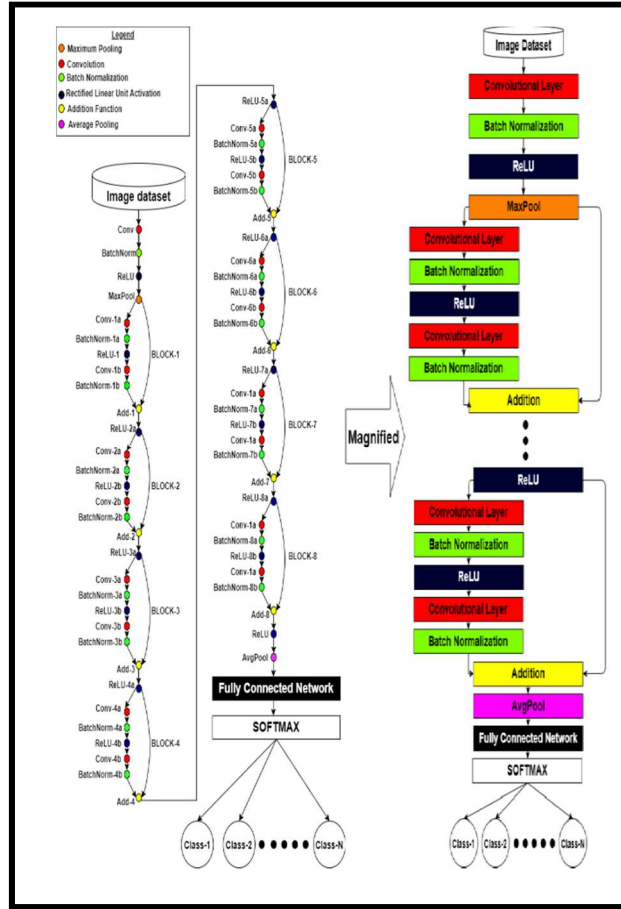 Legend
Maximum Pooling
Convolution
Batch Normalization
Rectified Linear Unit Activation
Addition Function
Average Pooling
Image dataset
Conv
BatchNorm
ReLU
MaxPool
Conv-1a
BatchNorm-1a
ReLU-1
Conv-1b
BatchNorm-1b
BLOCK-1
Add-1
ReLU-2a
Conv-2a
BatchNorm-2a
ReLU-2b
Conv-2b
BatchNorm-2b
BLOCK-2
Add-2
ReLU-3a
Conv-3a
BatchNorm-3a
ReLU-3b
Conv-3b
BatchNorm-3b
BLOCK-3
Add-3
ReLU-4a
Conv-4a
BatchNorm-4a
ReLU-4b
Conv-4b
BatchNorm-4b
BLOCK-4
Add-4
ReLU-5a
Conv-5a
BatchNorm-5a
ReLU-5b
Conv-5b
BatchNorm-5b
BLOCK-5
Add-5
ReLU-6a
Conv-6a
BatchNorm-6a
ReLU-6b
Conv-6b
BatchNorm-6b
BLOCK-6
Add-6
ReLU-7a
Conv-1a
BatchNorm-7a
ReLU-7b
Conv-1a
BatchNorm-7b
BLOCK-7
Add-7
ReLU-8a
Conv-1a
BatchNorm-8a
ReLU-8b
Conv-1a
BatchNorm-8b
BLOCK-8
Add-8
ReLU
AvgPool
Fully Connected Network
SOFTMAX
Class-1
Class-2
Class-N
Magnified
Image Dataset
Convolutional Layer
Batch Normalization
ReLU
MaxPool
Convolutional Layer
Batch Normalization
ReLU
Convolutional Layer
Batch Normalization
Addition
ReLU
Convolutional Layer
Batch Normalization
ReLU
Convolutional Layer
Batch Normalization
Addition
AvgPool
Fully Connected Network
SOFTMAX
Class-1
Class-2
Class-N